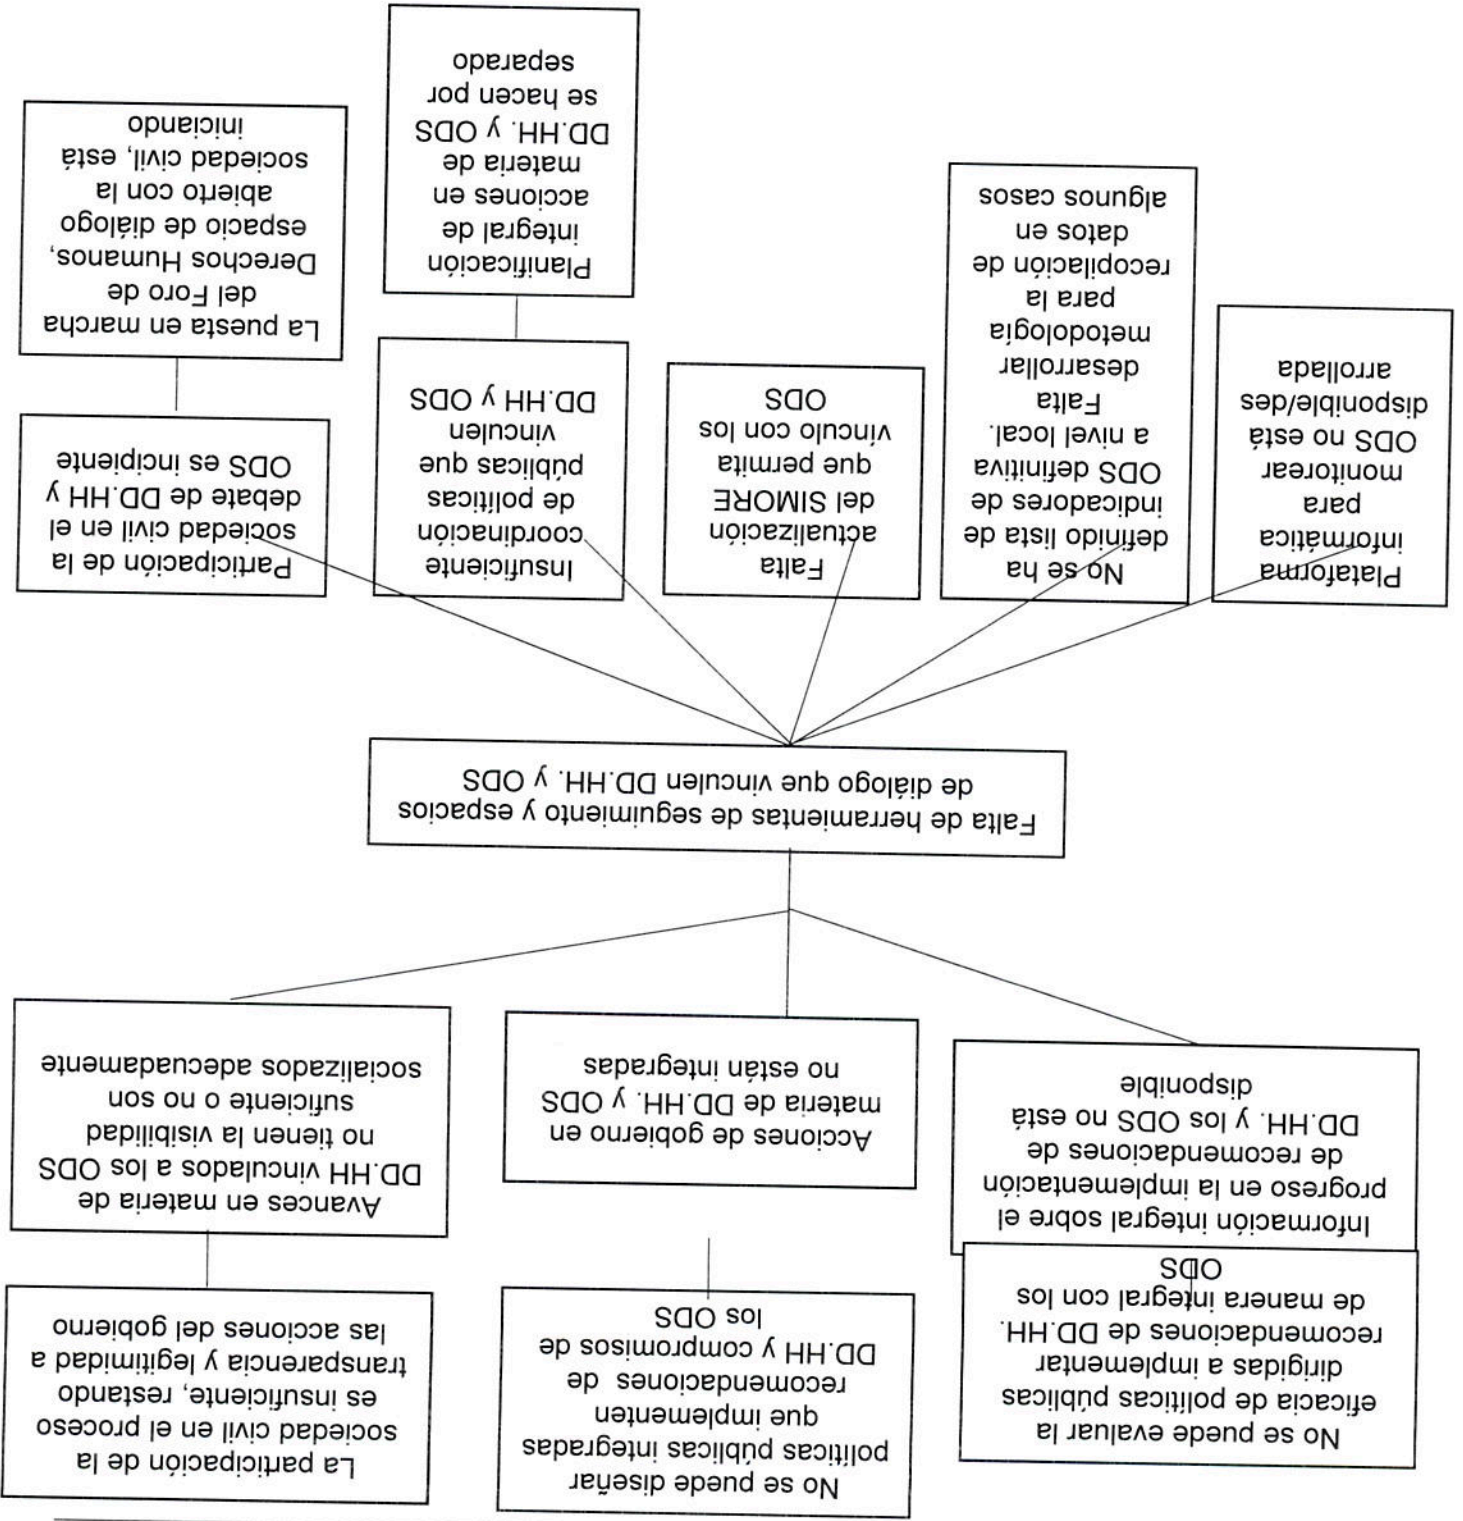 No se puede evaluar la
eficacia de políticas públicas
dirigidas a implementar
recomendaciones de DD.HH.
de manera integral con los
ODS
No se puede diseñar
políticas públicas integradas
que implementen
recomendaciones de
DD.HH y compromisos de
los ODS
La participación de la
sociedad civil en el proceso
es insuficiente, restando
transparencia y legitimidad a
las acciones del gobierno
Información integral sobre el
progreso en la implementación
de recomendaciones de
DD.HH. y los ODS no está
disponible
Acciones de gobierno en
materia de DD.HH. y ODS
no están integradas
Avances en materia de
DD.HH vinculados a los ODS
no tienen la visibilidad
suficiente o no son
socializados adecuadamente
Falta de herramientas de seguimiento y espacios
de diálogo que vinculen DD.HH. y ODS
Plataforma
informática
para
monitorear
ODS no está
disponible/des
arrollada
No se ha
definido lista de
indicadores de
ODS definitiva
a nivel local.
Falta
desarrollar
metodología
para la
recopilación de
datos en
algunos casos
Falta
actualización
del SIMORE
que permita
vínculo con los
ODS
Insuficiente
coordinación
de políticas
públicas que
vinculen
DD.HH y ODS
Participación de la
sociedad civil en el
debate de DD.HH y
ODS es incipiente
Planificación
integral de
acciones en
materia de
DD.HH. y ODS
se hacen por
separado
La puesta en marcha
del Foro de
Derechos Humanos,
espacio de diálogo
abierto con la
sociedad civil, está
iniciando